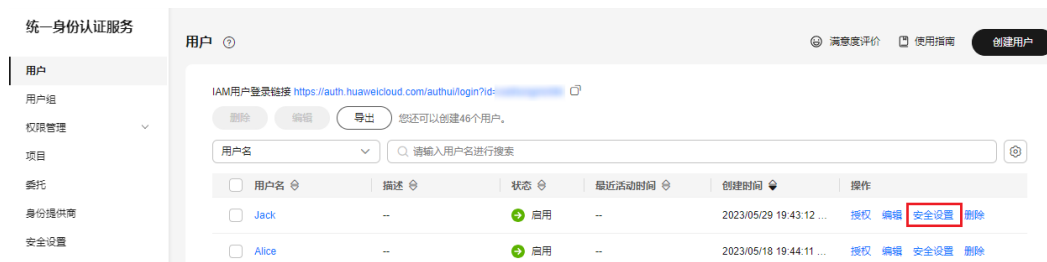 统一身份认证服务
用户
用户组
权限管理
项目
委托
身份提供商
安全设置
用户
满意度评价 使用指南 创建用户
IAM用户登录链接 https://auth.huaweicloud.com/authui/login?id=
删除 编辑 导出 您还可以创建46个用户。
用户名 请输入用户名进行搜索
用户名 描述 状态 最近活动时间 创建时间 操作
Jack -- 启用 -- 2023/05/29 19:43:12 ... 授权 编辑 安全设置 删除
Alice -- 启用 -- 2023/05/18 19:44:11 ... 授权 编辑 安全设置 删除